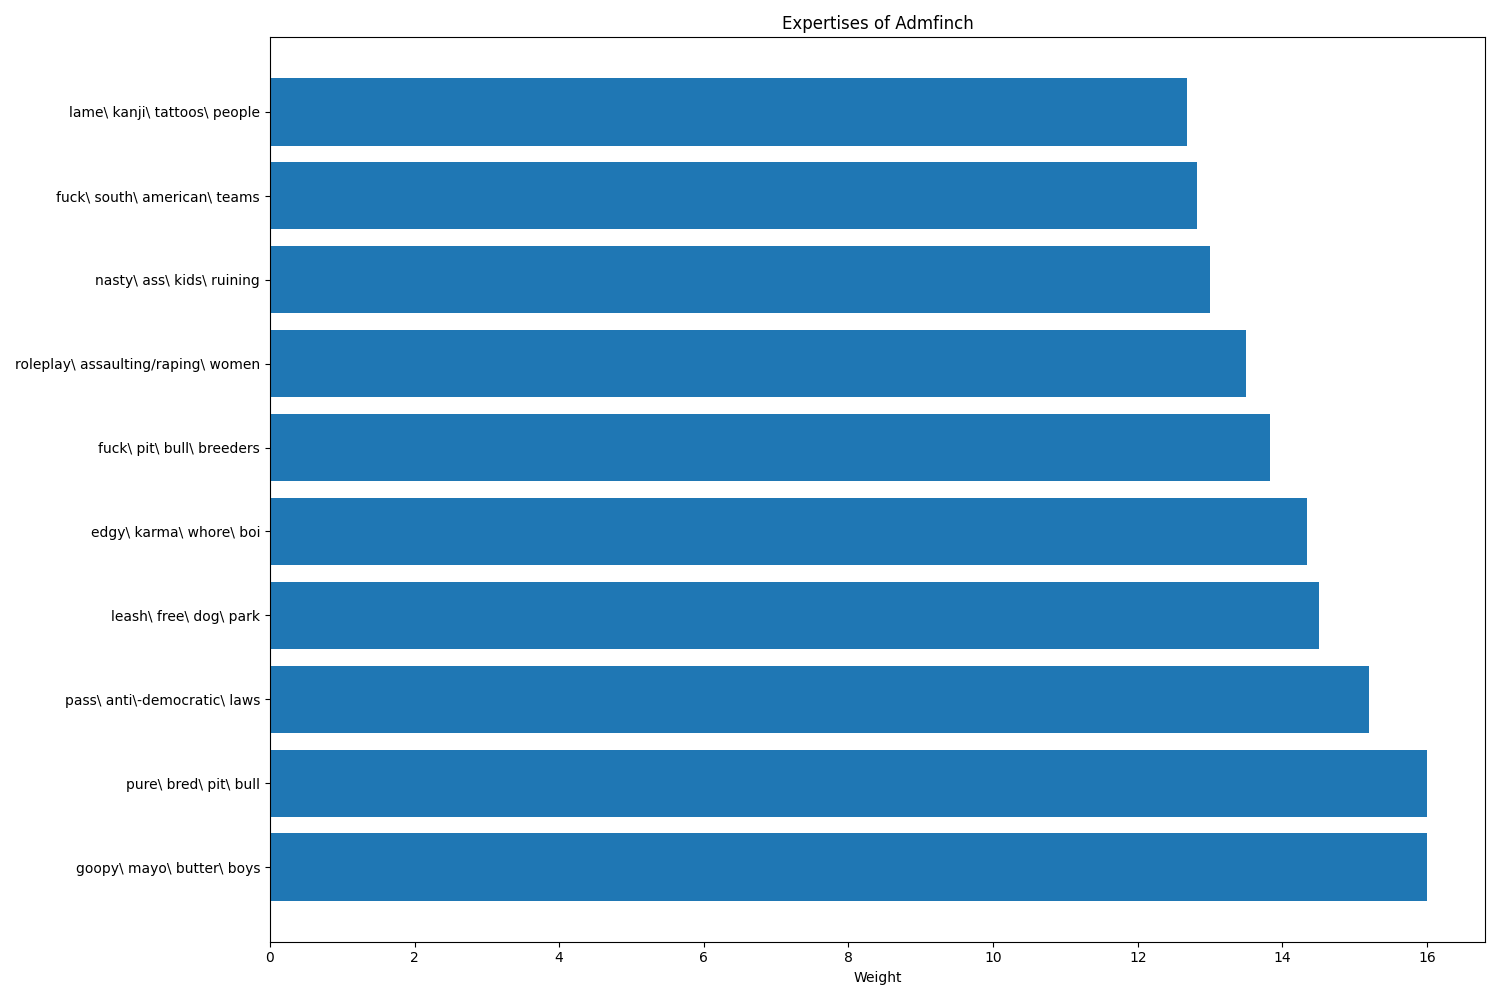 Expertises of Admfinch
lame\ kanji\ tattoos\ people
fuck\ south\ american\ teams
nasty\ ass\ kids\ ruining
roleplay\ assaulting/raping\ women
fuck\ pit\ bull\ breeders
edgy\ karma\ whore\ boi
leash\ free\ dog\ park
pass\ anti\-democratic\ laws
pure\ bred\ pit\ bull
goopy\ mayo\ butter\ boys
0 2 4 6 8 10 12 14 16
Weight